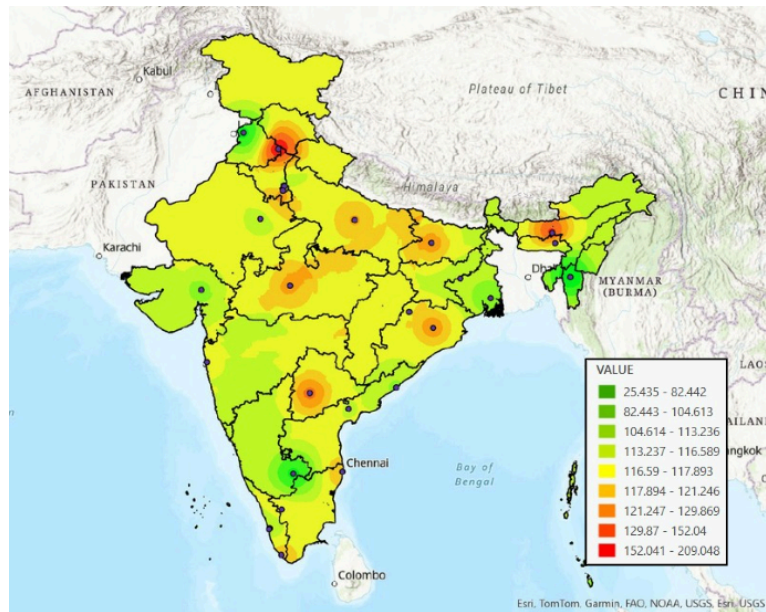 Kabul
AFGHANISTAN
Plateau of Tibet
CHIN
PAKISTAN
Himalaya
Karachi
Dha
MYANMAR
(BURMA)
LAOS
VALUE
25.435 - 82.442
82.443 - 104.613
104.614 - 113.236
113.237 - 116.589
116.59 - 117.893
117.894 - 121.246
121.247 - 129.869
129.87 - 152.04
152.041 - 209.048
AILAN
ngkok
Chennai
Bay of
Bengal
Colombo
Esri, TomTom, Garmin, FAO, NOAA, USGS, Esri, USGS